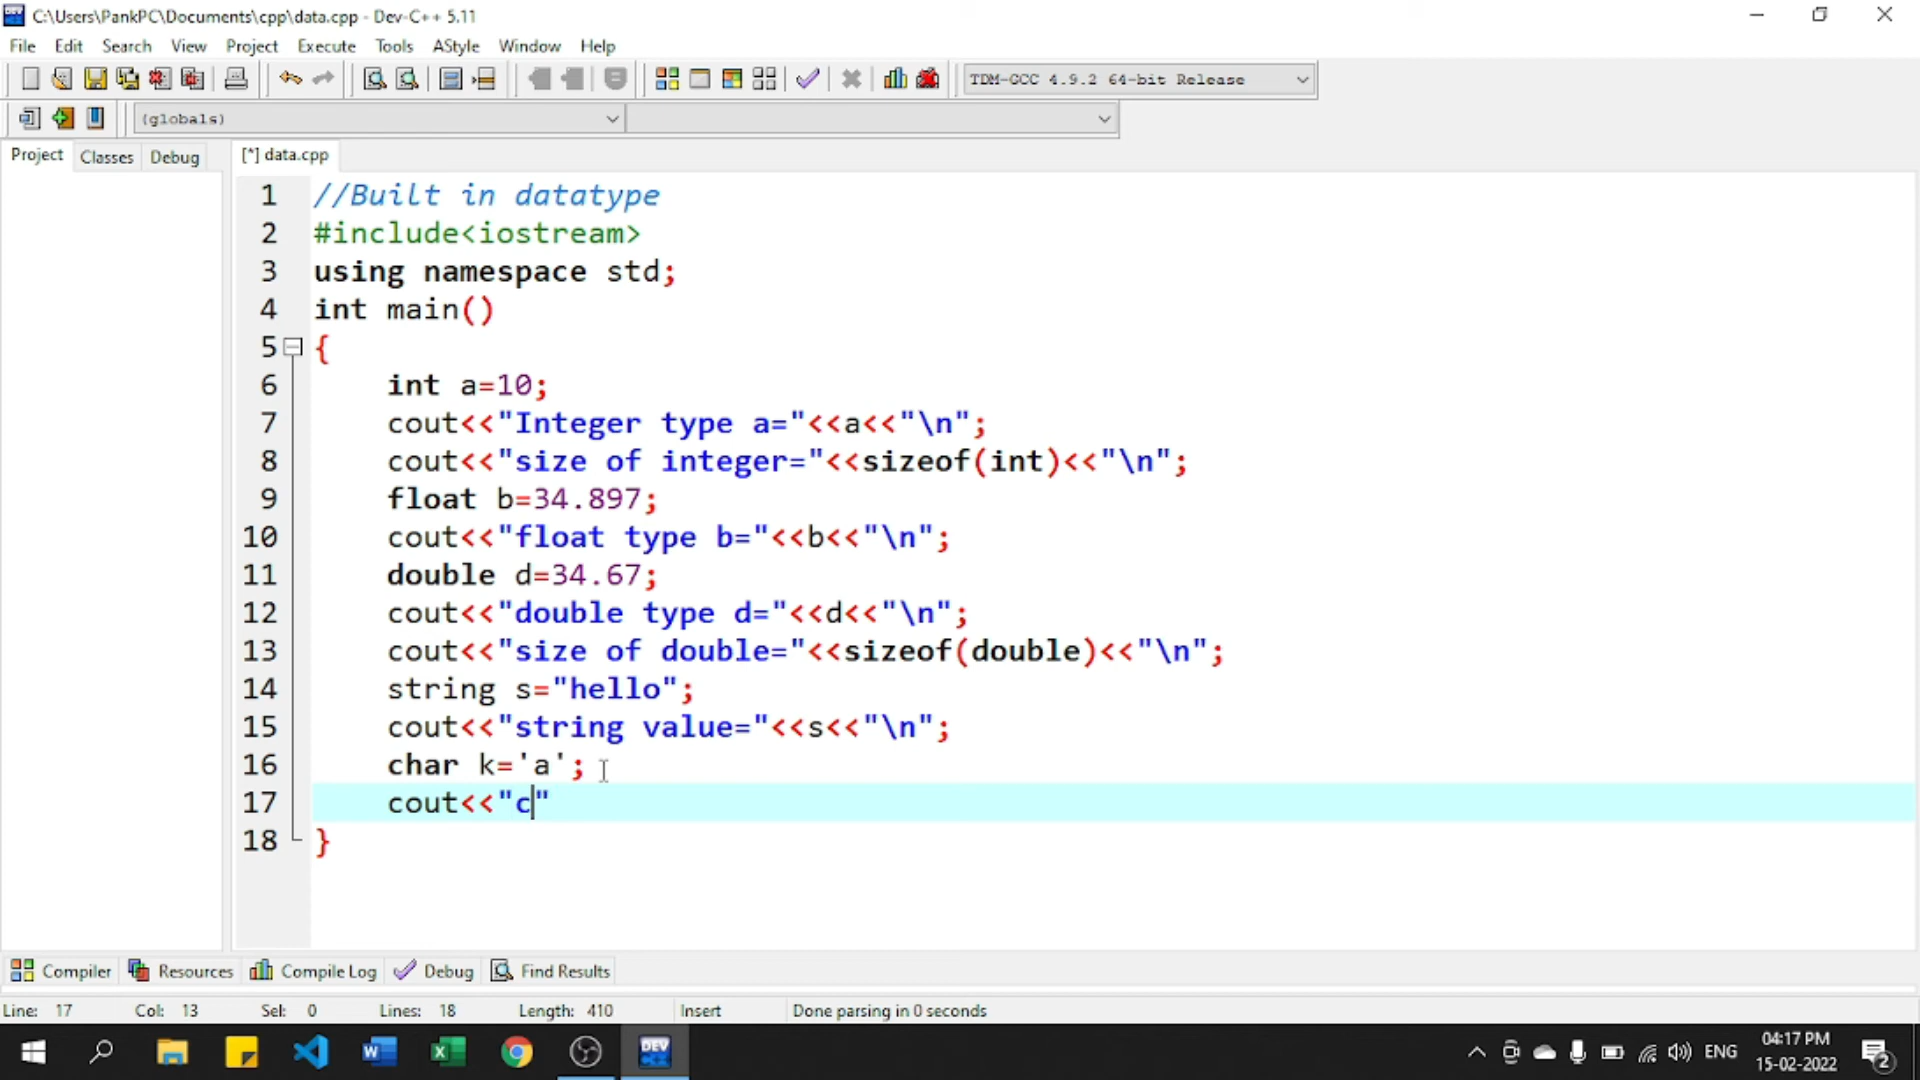 C:\Users\PankPC\Documents\cpp\data.cpp - Dev-C++ 5.11
File Edit Search View Project Execute Tools AStyle Window Help
TDM-GCC 4.9.2 64-bit Release
(globals)
Project Classes Debug [*] data.cpp
1 //Built in datatype
2 #include<iostream>
3 using namespace std;
4 int main()
5 {
6 int a=10;
7 cout<<"Integer type a="<<a<<"\n";
8 cout<<"size of integer="<<sizeof(int)<<"\n";
9 float b=34.897;
10 cout<<"float type b="<<b<<"\n";
11 double d=34.67;
12 cout<<"double type d="<<d<<"\n";
13 cout<<"size of double="<<sizeof(double)<<"\n";
14 string s="hello";
15 cout<<"string value="<<s<<"\n";
16 char k='a';
17 cout<<"c"
18 }
Compiler Resources Compile Log Debug Find Results
Line: 17 Col: 13 Sel: 0 Lines: 18 Length: 410 Insert Done parsing in 0 seconds
DEV ENG 04:17 PM
15-02-2022 2